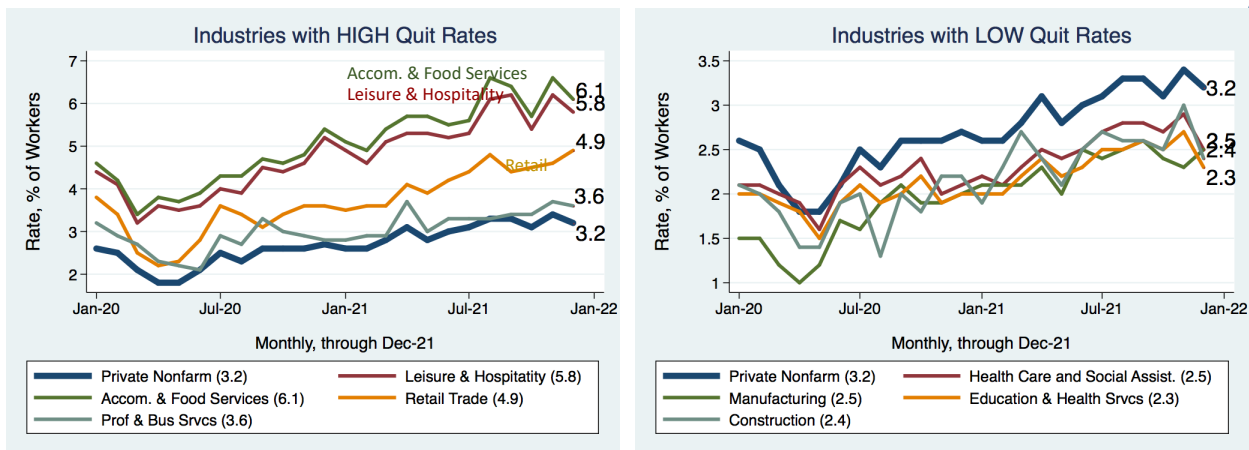 Industries with HIGH Quit Rates
Rate, % of Workers
7
6
5
4
3
2
Accom. & Food Services
Leisure & Hospitality
Retail
6.1
5.8
4.9
3.6
3.2
Jan-20 Jul-20 Jan-21 Jul-21 Jan-22
Monthly, through Dec-21
Private Nonfarm (3.2) Leisure & Hospitatity (5.8)
Accom. & Food Services (6.1) Retail Trade (4.9)
Prof & Bus Srvcs (3.6)
Industries with LOW Quit Rates
Rate, % of Workers
3.5
3
2.5
2
1.5
1
3.2
2.5
2.5
2.4
2.3
Jan-20 Jul-20 Jan-21 Jul-21 Jan-22
Monthly, through Dec-21
Private Nonfarm (3.2) Health Care and Social Assist. (2.5)
Manufacturing (2.5) Education & Health Srvcs (2.3)
Construction (2.4)